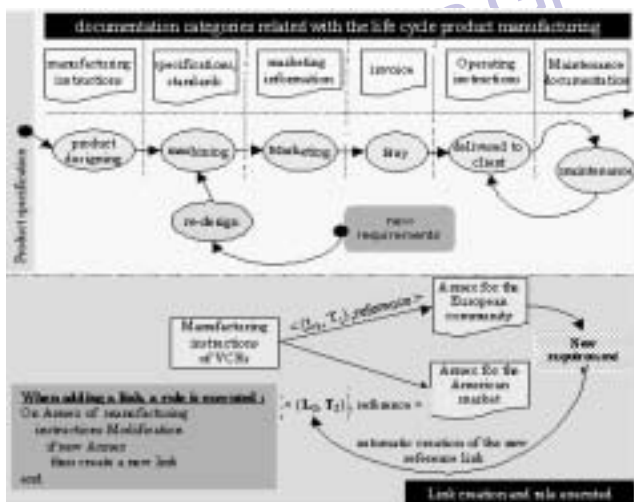 documentation categories related with the life cycle product manufacturing
manufacturing
instructions
specifications
standards
marketing
information
invoice
Operating
instructions
Maintenance
documentation
Product specification
product
designing
machining
Marketing
Buy
delivered to
client
maintenance
re-design
new
requirements
Manufacturing
instructions
of VCRs
reference >
Annex for the
European
community
New
requirement
Annex for the
American
market
reference
automatic creation of the new
reference link
When adding a link, a rule is executed :
On Annex of manufacturing
instructions Modification
if new Annex
then create a new link
end
Link creation and rule executed